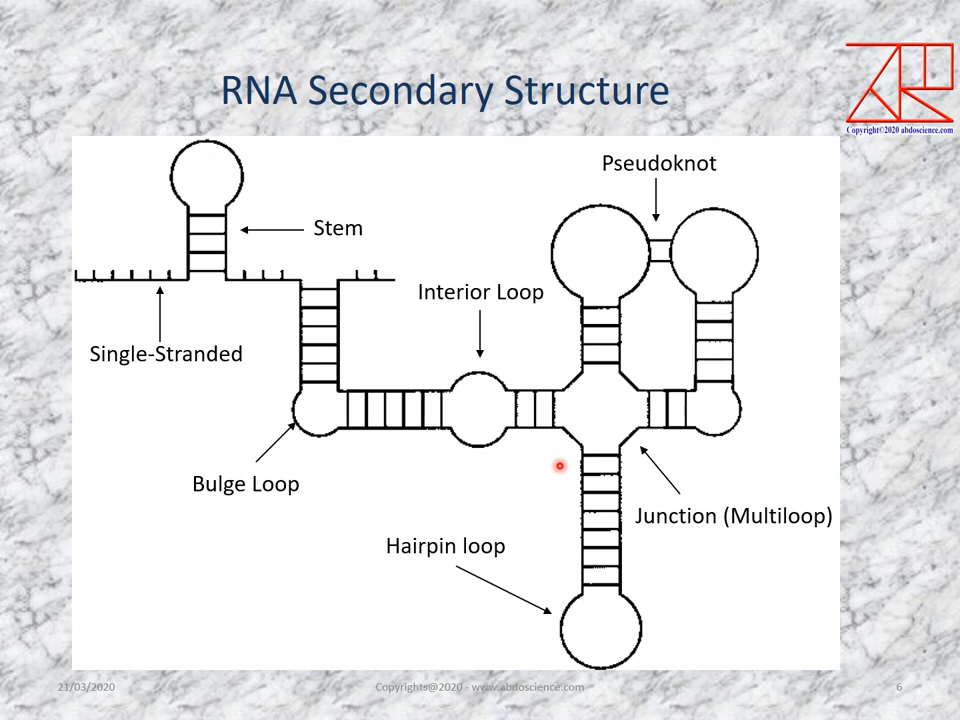 RNA Secondary Structure
Copyright©2020 abdoscience.com
Pseudoknot
Stem
Interior Loop
Single-Stranded
Bulge Loop
Junction (Multiloop)
Hairpin loop
21/03/2020
Copyrights@2020 - www.abdoscience.com
6